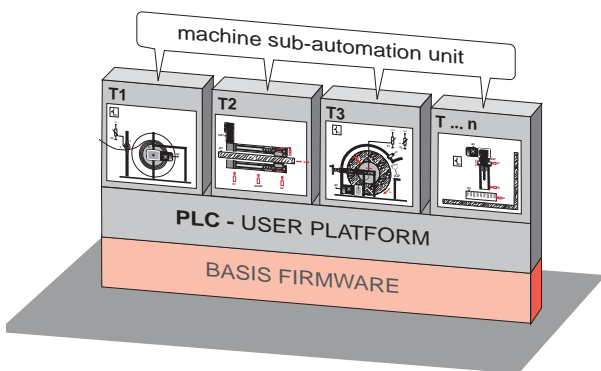 machine sub-automation unit
T1
T2
T3
T ... n
PLC - USER PLATFORM
BASIS FIRMWARE